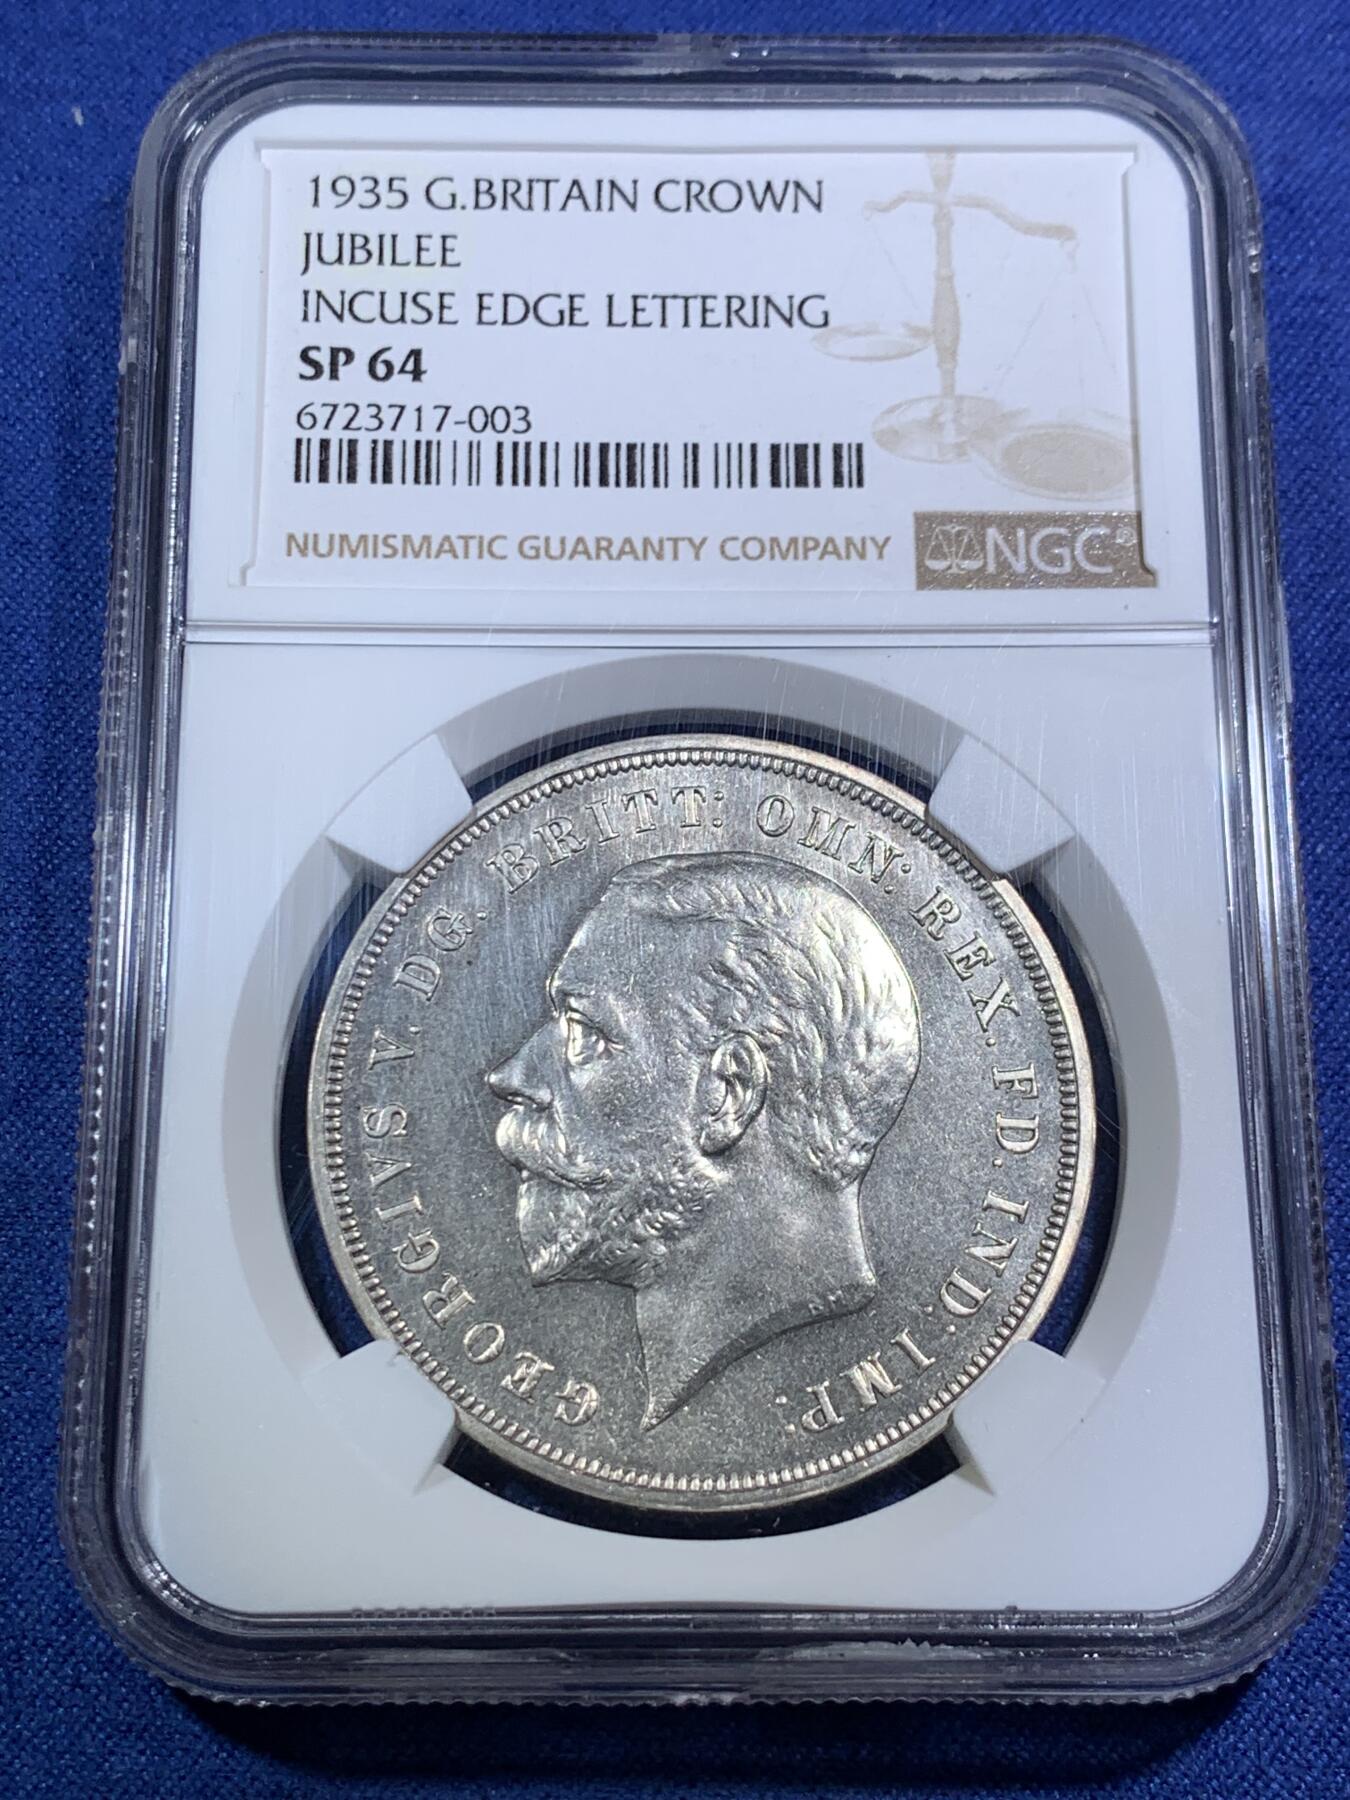 1935 G.BRITAIN CROWN
JUBILEE
INCUSE EDGE LETTERING
SP 64
6723717-003
NUMISMATIC GUARANTY COMPANY
NGC®
GEORGIVS V. DG. BRITT: OMN: REX. FD. IND: IMP.
BM